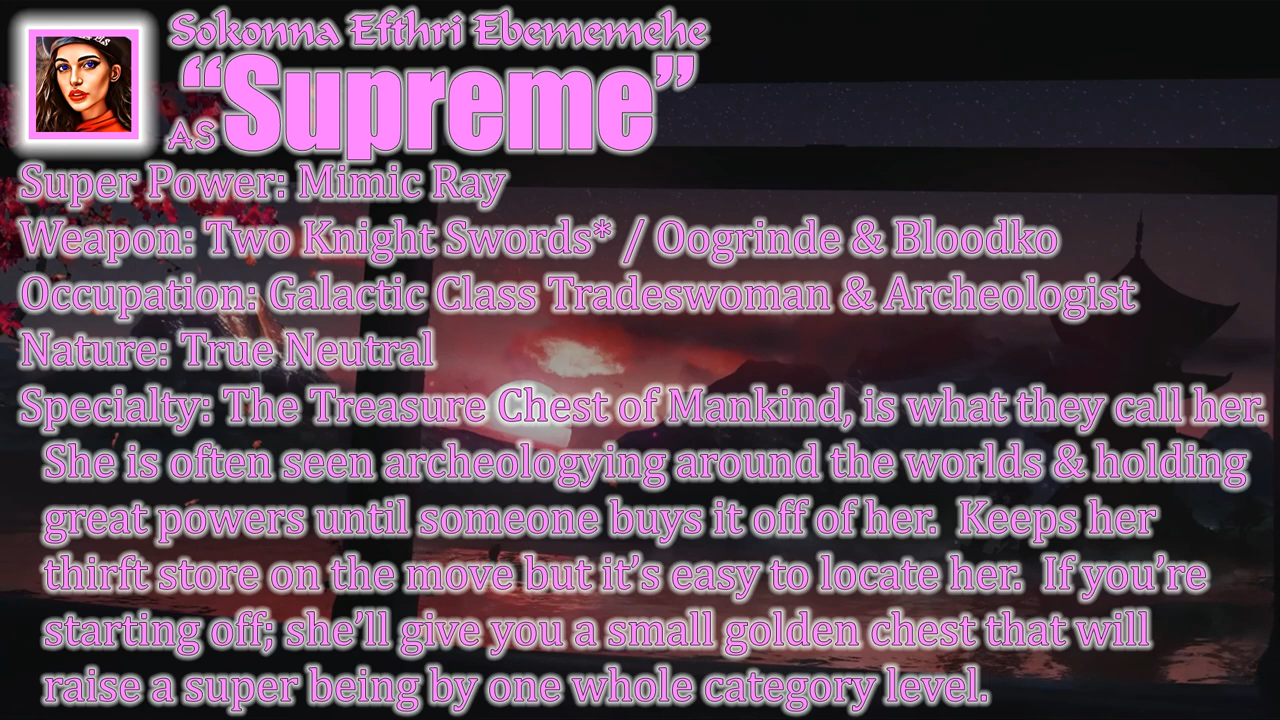 Sokonna Efthri Ebememehe
as “Supreme”
Super Power: Mimic Ray
Weapon: Two Knight Swords* / Oogrinde & Bloodko
Occupation: Galactic Class Tradeswoman & Archeologist
Nature: True Neutral
Specialty: The Treasure Chest of Mankind, is what they call her.
She is often seen archeologying around the worlds & holding
great powers until someone buys it off of her.  Keeps her
thirft store on the move but it’s easy to locate her.  If you’re
starting off; she’ll give you a small golden chest that will
raise a super being by one whole category level.